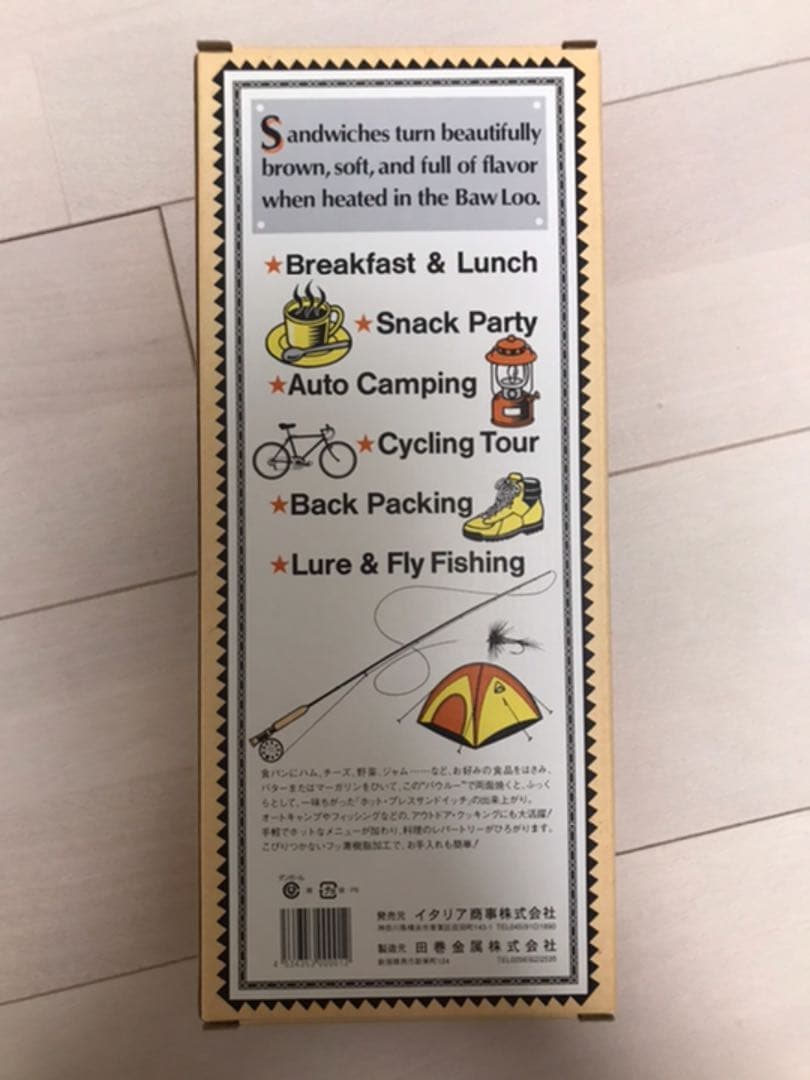 Sandwiches turn beautifully
brown, soft, and full of flavor
when heated in the Baw Loo.
★Breakfast & Lunch
★Snack Party
★Auto Camping
★Cycling Tour
★Back Packing
★Lure & Fly Fishing
食パンにハム、チーズ、野菜、ジャム……など、お好みの食品をはさみ、
バターまたはマーガリンをひいて、この"バウルー"で両面焼くと、ふっく
らとして、一味ちがった「ホット・プレスサンドイッチ」の出来上がり。
オートキャンプやフィッシングなどの、アウトドア・クッキングにも大活躍!
手軽でホットなメニューが加わり、料理のレパートリーがひろがります。
こびりつかないフッ素樹脂加工で、お手入れも簡単!
ダンボール
プラ
発売元 イタリア商事株式会社
製造元 田巻金属株式会社